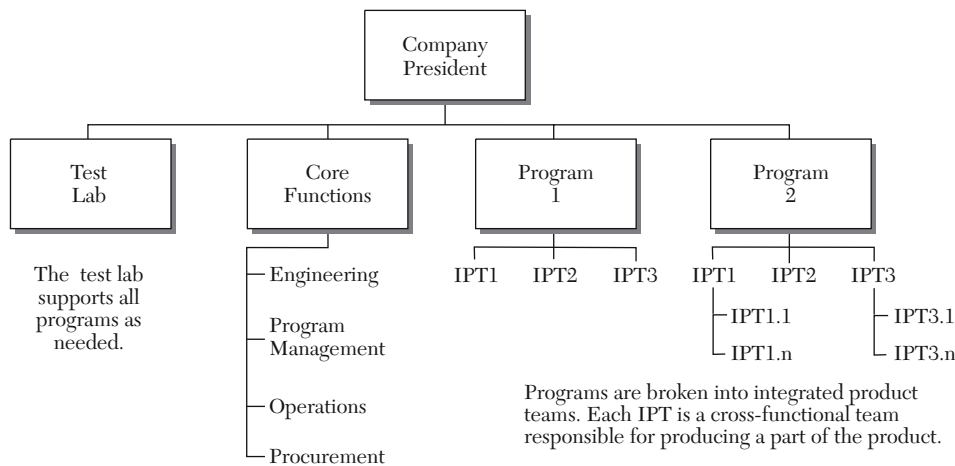 Company
President
Test
Lab
Core
Functions
Program
1
Program
2
The test lab
supports all
programs as
needed.
Engineering
Program
Management
Operations
Procurement
IPT1 IPT2 IPT3
IPT1 IPT2 IPT3
IPT1.1
IPT1.n
IPT3.1
IPT3.n
Programs are broken into integrated product
teams. Each IPT is a cross-functional team
responsible for producing a part of the product.